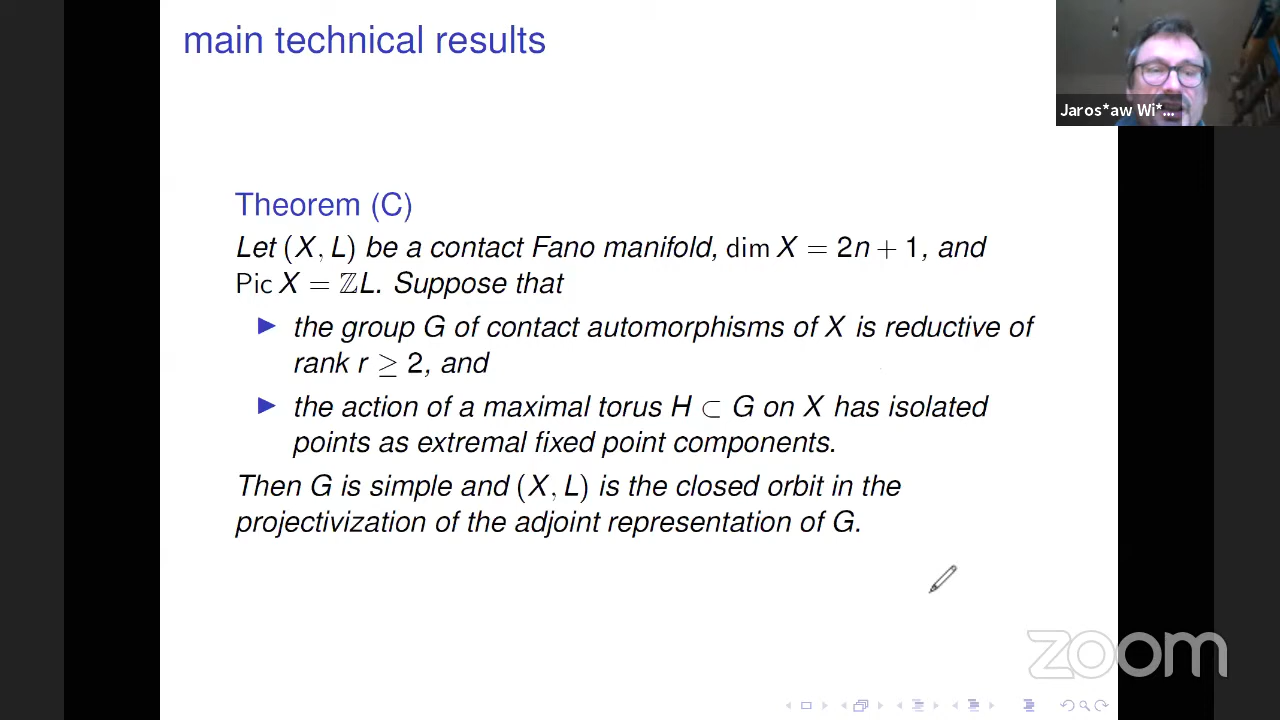 main technical results
Jaros*aw Wi*...
Theorem (C)
Let (X, L) be a contact Fano manifold, dim X = 2n + 1, and
Pic X = ℤL. Suppose that
▶ the group G of contact automorphisms of X is reductive of
rank r ≥ 2, and
▶ the action of a maximal torus H ⊂ G on X has isolated
points as extremal fixed point components.
Then G is simple and (X, L) is the closed orbit in the
projectivization of the adjoint representation of G.
zoom